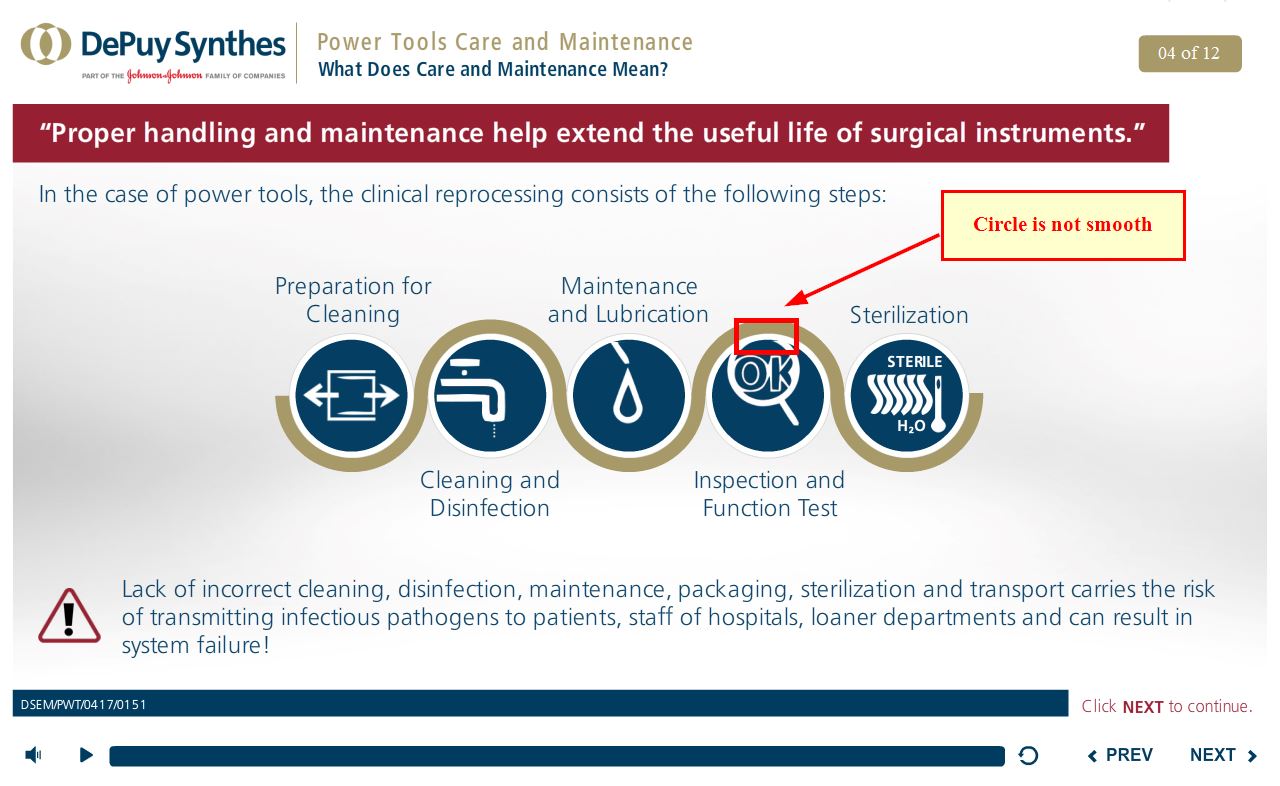 DePuy Synthes
PART OF THE Johnson & Johnson FAMILY OF COMPANIES
Power Tools Care and Maintenance
What Does Care and Maintenance Mean?
04 of 12
“Proper handling and maintenance help extend the useful life of surgical instruments.”
In the case of power tools, the clinical reprocessing consists of the following steps:
Circle is not smooth
Preparation for
Cleaning
Maintenance
and Lubrication
Sterilization
OK
STERILE
H₂O
Cleaning and
Disinfection
Inspection and
Function Test
Lack of incorrect cleaning, disinfection, maintenance, packaging, sterilization and transport carries the risk
of transmitting infectious pathogens to patients, staff of hospitals, loaner departments and can result in
system failure!
DSEM/PWT/0417/0151
Click NEXT to continue.
PREV
NEXT